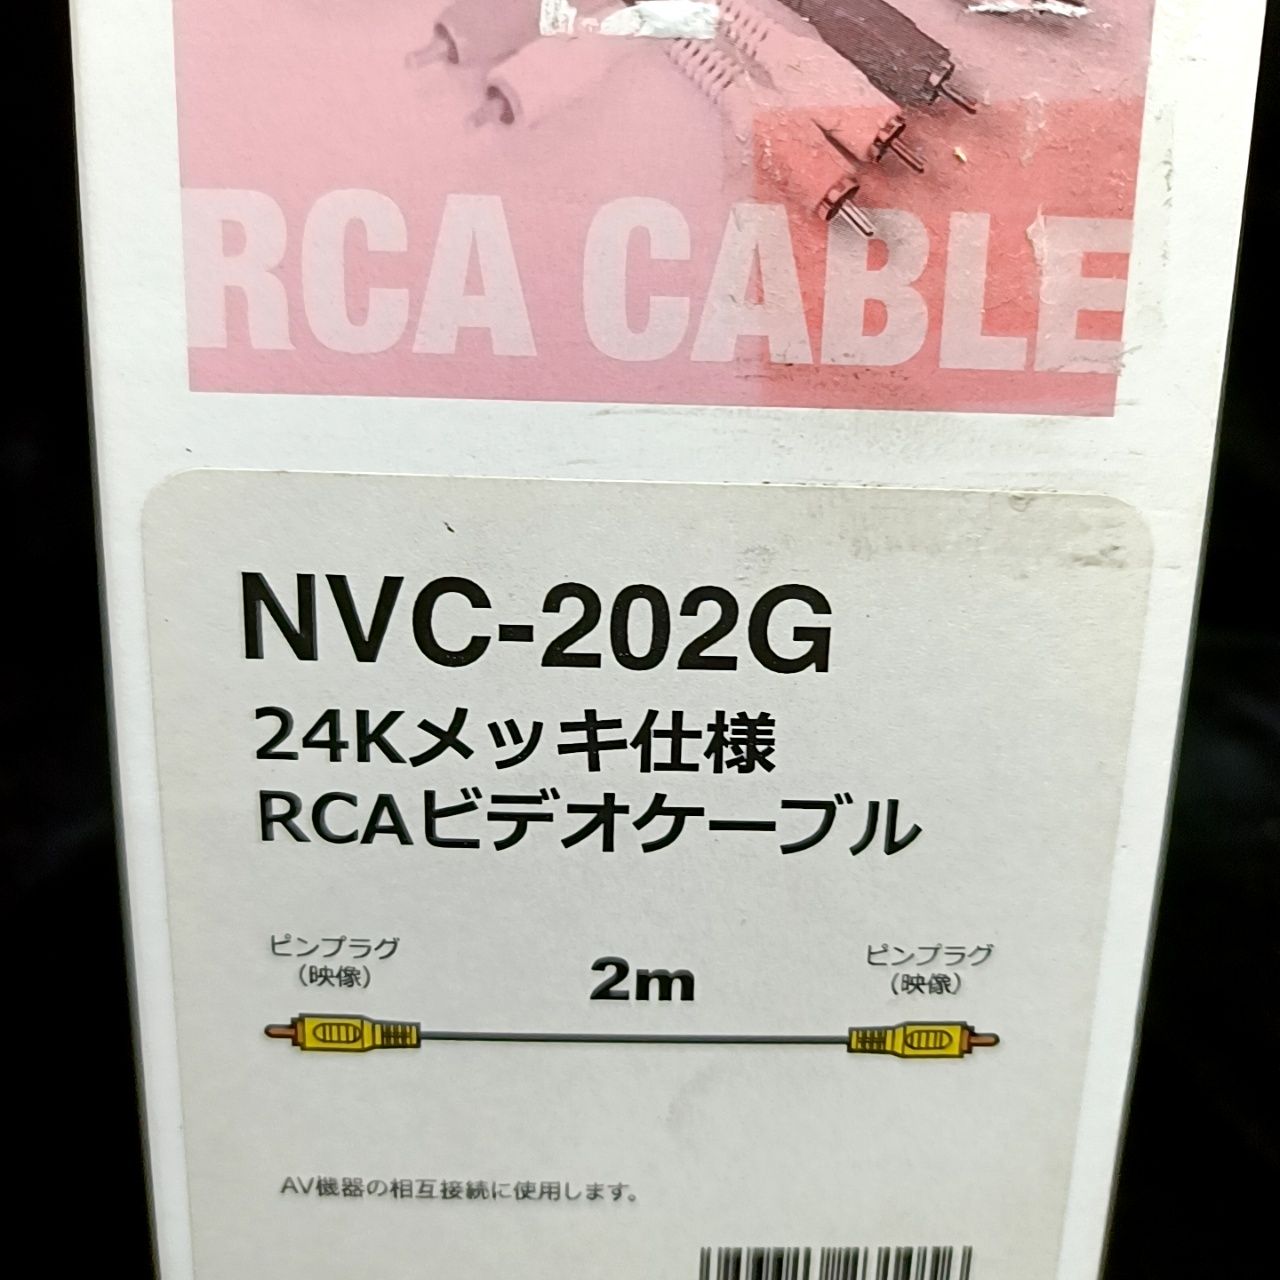 RCA CABLE
NVC-202G
24Kメッキ仕様
RCAビデオケーブル
ピンプラグ
(映像)
2m
ピンプラグ
(映像)
AV機器の相互接続に使用します。